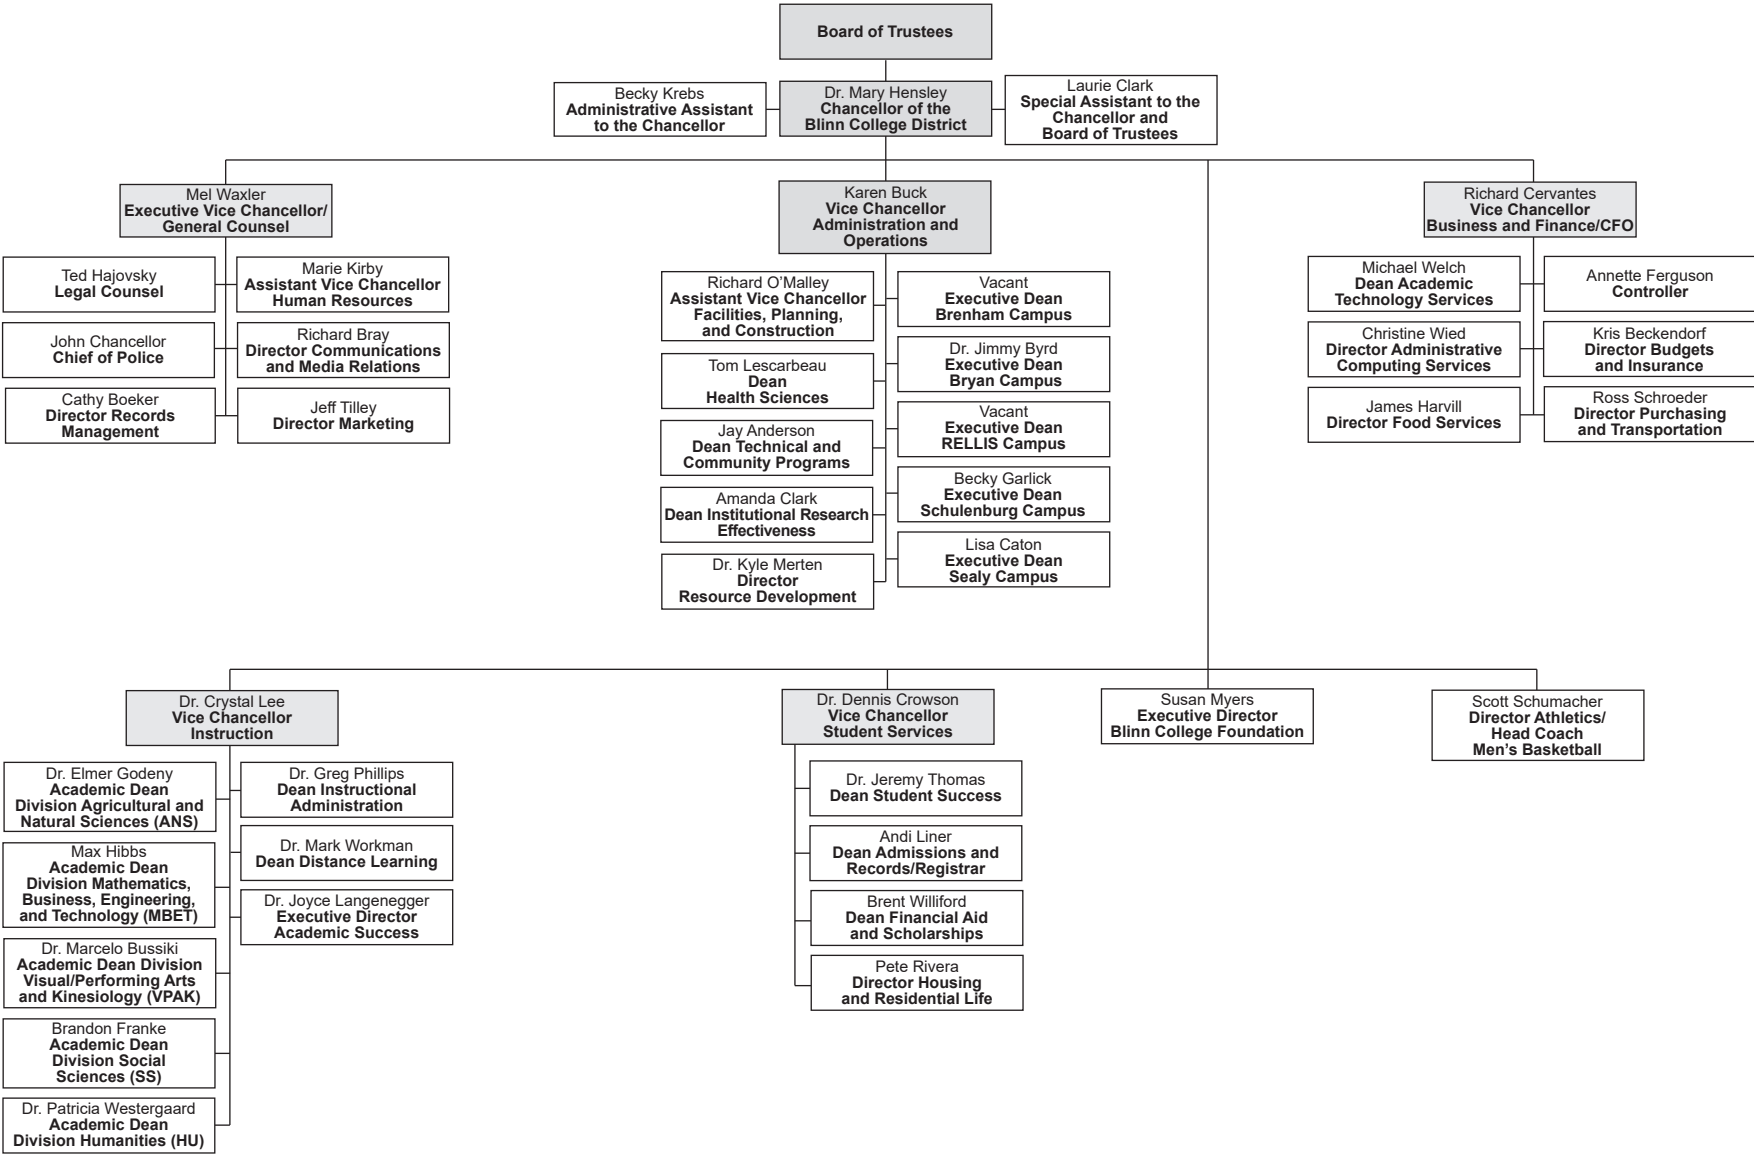 Board of Trustees
Becky Krebs
Administrative Assistant
to the Chancellor
Dr. Mary Hensley
Chancellor of the
Blinn College District
Laurie Clark
Special Assistant to the
Chancellor and
Board of Trustees
Mel Waxler
Executive Vice Chancellor/
General Counsel
Ted Hajovsky
Legal Counsel
Marie Kirby
Assistant Vice Chancellor
Human Resources
John Chancellor
Chief of Police
Richard Bray
Director Communications
and Media Relations
Cathy Boeker
Director Records
Management
Jeff Tilley
Director Marketing
Karen Buck
Vice Chancellor
Administration and
Operations
Richard O’Malley
Assistant Vice Chancellor
Facilities, Planning,
and Construction
Vacant
Executive Dean
Brenham Campus
Tom Lescarbeau
Dean
Health Sciences
Dr. Jimmy Byrd
Executive Dean
Bryan Campus
Jay Anderson
Dean Technical and
Community Programs
Vacant
Executive Dean
RELLIS Campus
Amanda Clark
Dean Institutional Research
Effectiveness
Becky Garlick
Executive Dean
Schulenburg Campus
Dr. Kyle Merten
Director
Resource Development
Lisa Caton
Executive Dean
Sealy Campus
Richard Cervantes
Vice Chancellor
Business and Finance/CFO
Michael Welch
Dean Academic
Technology Services
Annette Ferguson
Controller
Christine Wied
Director Administrative
Computing Services
Kris Beckendorf
Director Budgets
and Insurance
James Harvill
Director Food Services
Ross Schroeder
Director Purchasing
and Transportation
Dr. Crystal Lee
Vice Chancellor
Instruction
Dr. Elmer Godeny
Academic Dean
Division Agricultural and
Natural Sciences (ANS)
Dr. Greg Phillips
Dean Instructional
Administration
Max Hibbs
Academic Dean
Division Mathematics,
Business, Engineering,
and Technology (MBET)
Dr. Mark Workman
Dean Distance Learning
Dr. Joyce Langenegger
Executive Director
Academic Success
Dr. Marcelo Bussiki
Academic Dean Division
Visual/Performing Arts
and Kinesiology (VPAK)
Brandon Franke
Academic Dean
Division Social
Sciences (SS)
Dr. Patricia Westergaard
Academic Dean
Division Humanities (HU)
Dr. Dennis Crowson
Vice Chancellor
Student Services
Dr. Jeremy Thomas
Dean Student Success
Andi Liner
Dean Admissions and
Records/Registrar
Brent Williford
Dean Financial Aid
and Scholarships
Pete Rivera
Director Housing
and Residential Life
Susan Myers
Executive Director
Blinn College Foundation
Scott Schumacher
Director Athletics/
Head Coach
Men’s Basketball